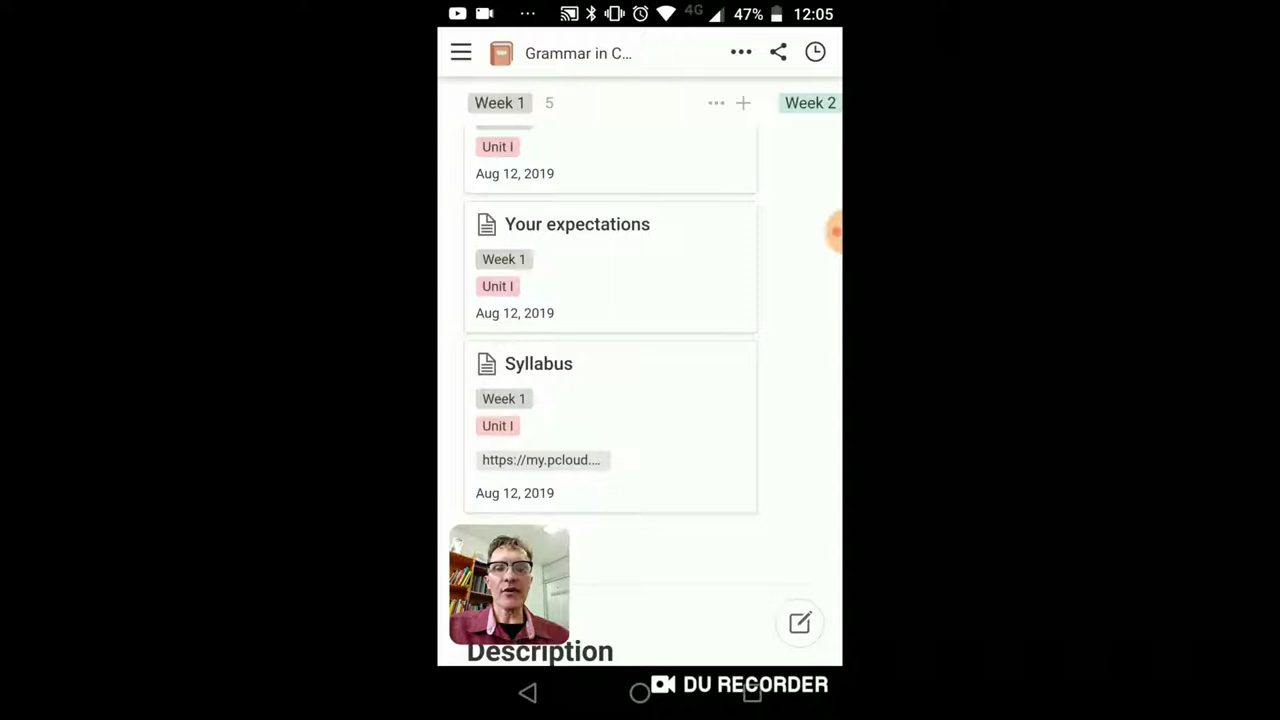 4G 47% 12:05
Grammar in C...
Week 1 5 Week 2
Unit I
Aug 12, 2019
Your expectations
Week 1
Unit I
Aug 12, 2019
Syllabus
Week 1
Unit I
https://my.pcloud....
Aug 12, 2019
Description
DU RECORDER